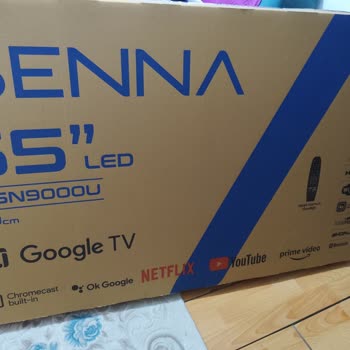 SENNA
55" LED
SN9000U
cm
Google TV
Chromecast built-in
Ok Google
NETFLIX
YouTube
prime video